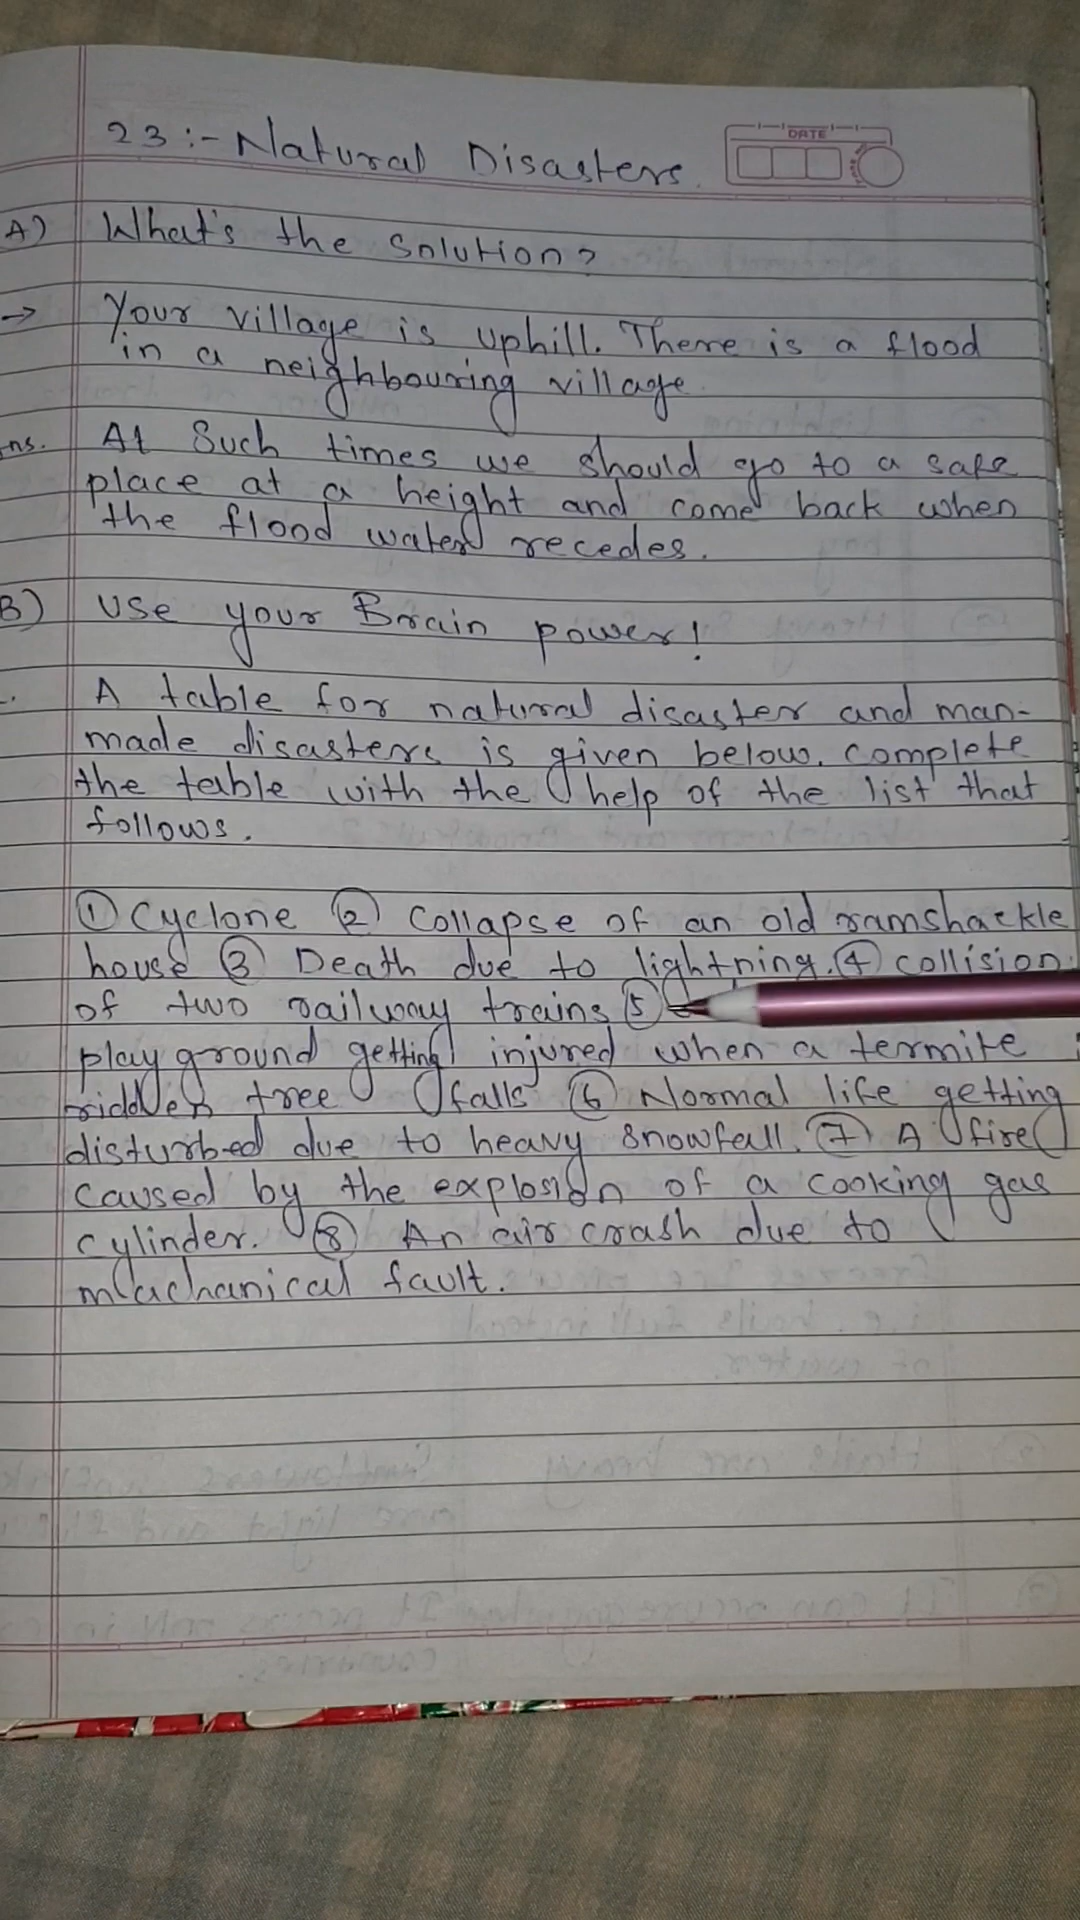 23:- Natural Disasters.
DATE
A) What's the Solution?
→ Your village is uphill. There is a flood
in a neighbouring village.
ns. At Such times we should go to a safe
place at a height and come back when
the flood water recedes.
B) Use your Brain power!
A table for natural disaster and man-
made disasters is given below. complete
the table with the help of the list that
follows.
① Cyclone ② Collapse of an old ramshackle
house ③ Death due to lightning. ④ collision
of two railway trains ⑤
play ground getting injured when a termite
ridden tree falls ⑥ Normal life getting
disturbed due to heavy snowfall. ⑦ A fire
caused by the explosion of a cooking gas
cylinder. ⑧ An air crash due to
machanical fault.